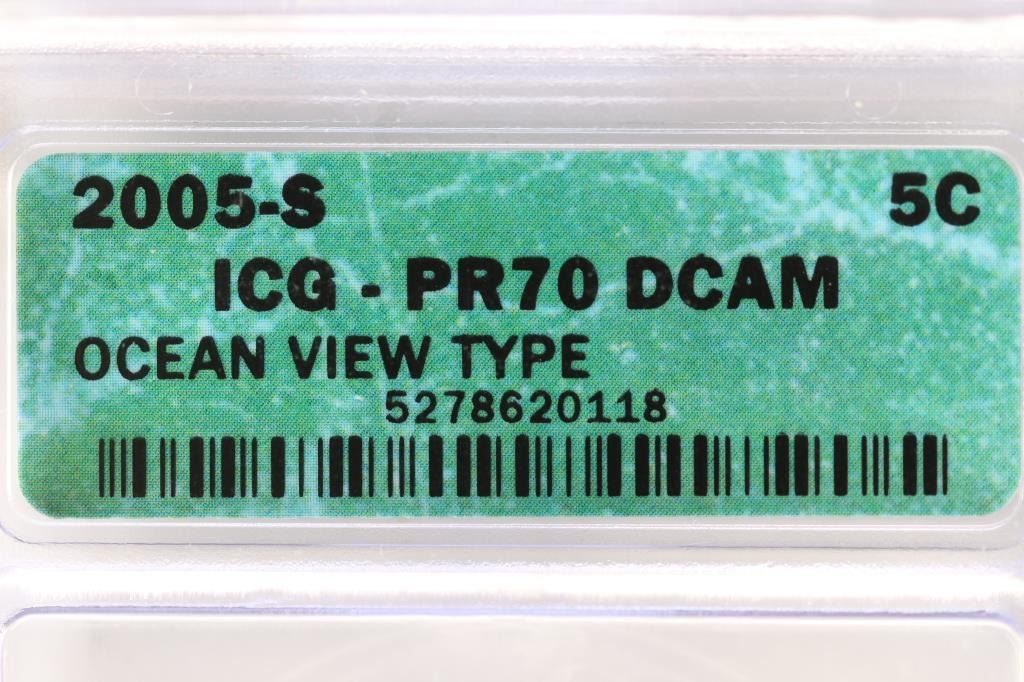 2005-S 5C
ICG - PR70 DCAM
OCEAN VIEW TYPE
5278620118